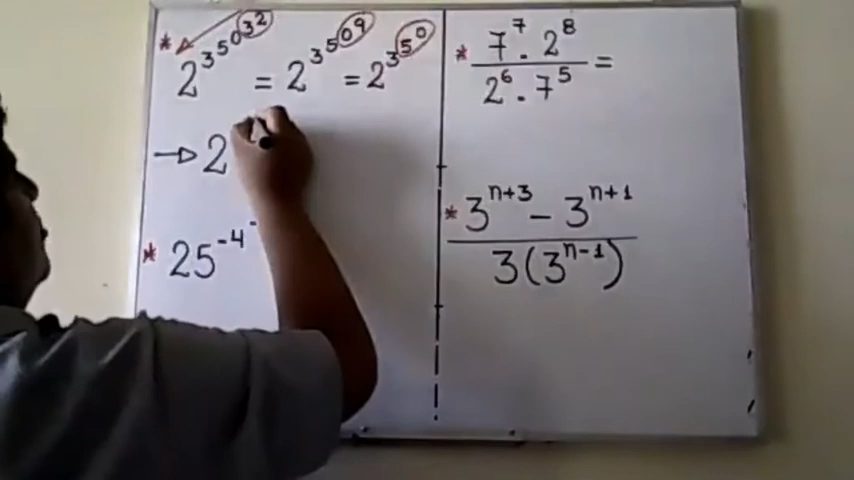 * 2^3^5^0^3^2 = 2^3^5^0^9 = 2^3^5^0
→ 2
* 25^-4^-
* 7^7 . 2^8 / 2^6 . 7^5 =
* 3^n+3 - 3^n+1 / 3(3^n-1)